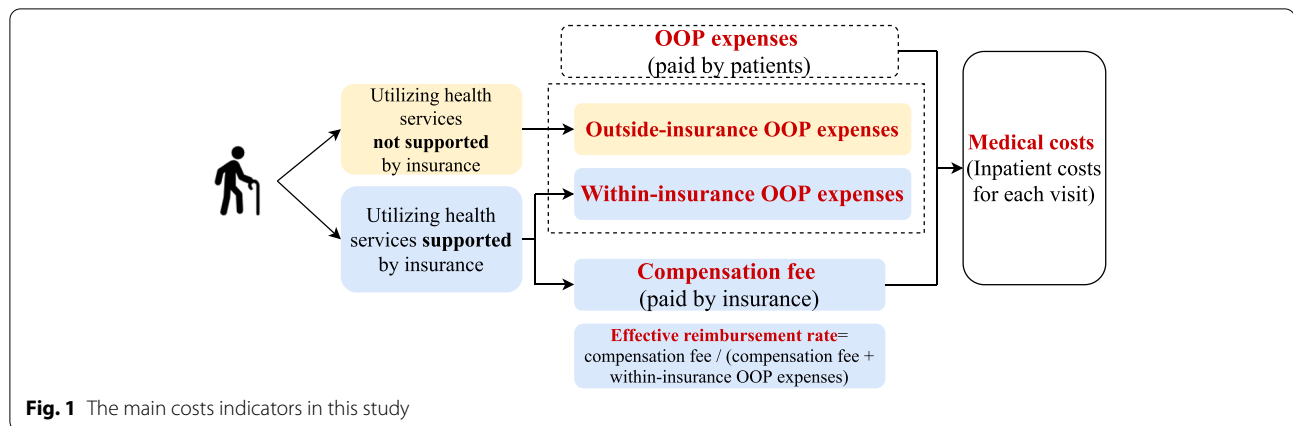 OOP expenses
(paid by patients)
Utilizing health
services
not supported
by insurance
Outside-insurance OOP expenses
Medical costs
(Inpatient costs
for each visit)
Within-insurance OOP expenses
Utilizing health
services supported
by insurance
Compensation fee
(paid by insurance)
Effective reimbursement rate=
compensation fee / (compensation fee +
within-insurance OOP expenses)
Fig. 1 The main costs indicators in this study